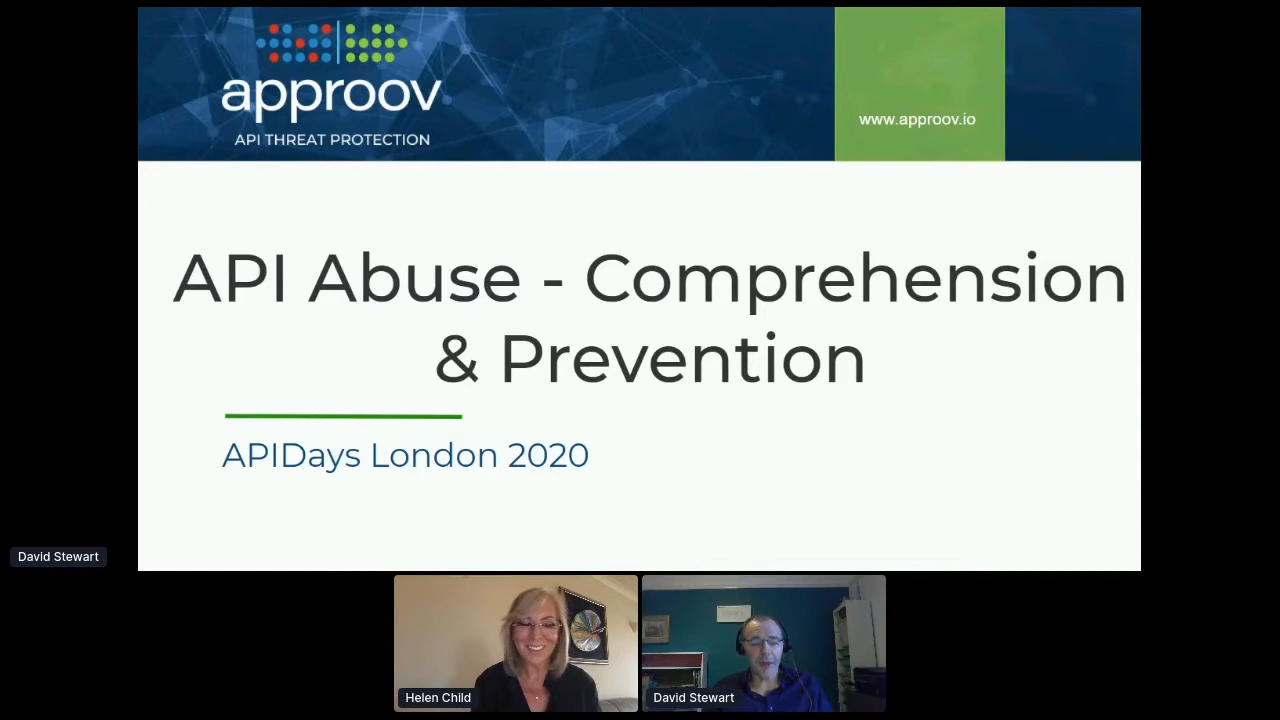 approov
API THREAT PROTECTION
www.approov.io
API Abuse - Comprehension
& Prevention
APIDays London 2020
David Stewart
Helen Child
David Stewart